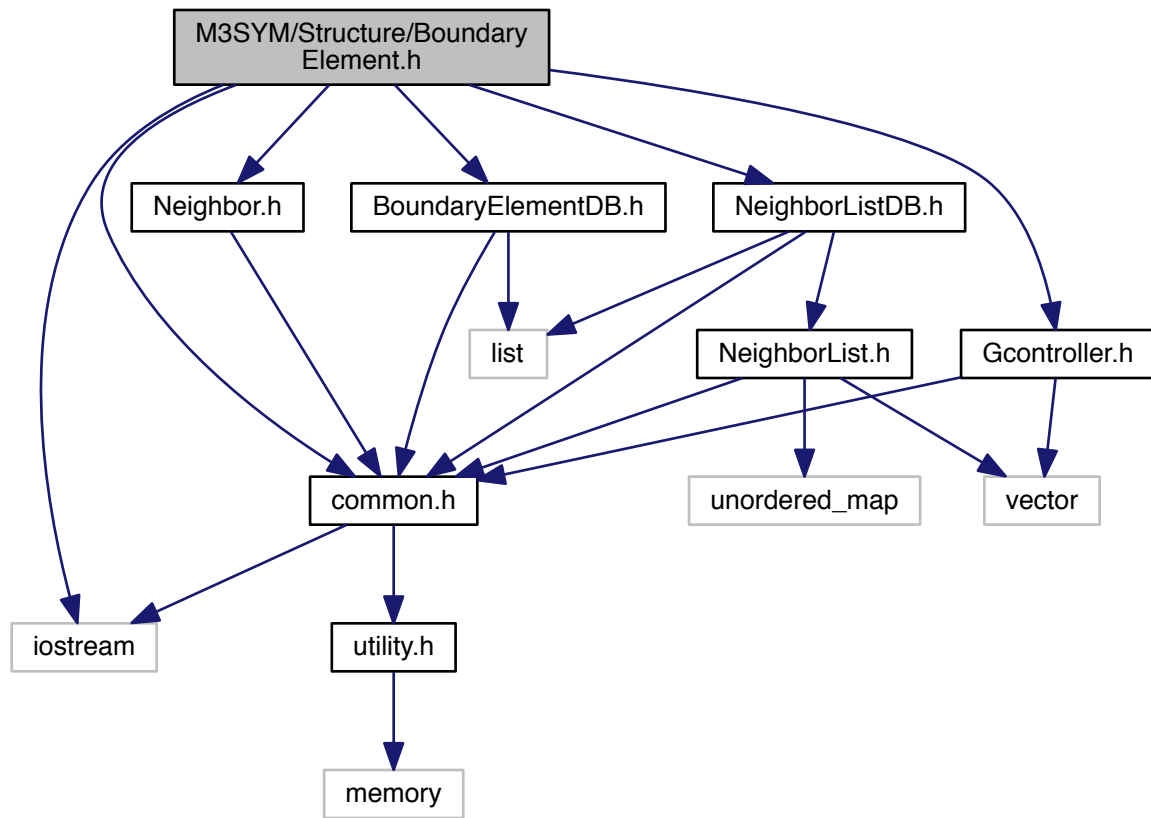 M3SYM/Structure/Boundary
Element.h
Neighbor.h
BoundaryElementDB.h
NeighborListDB.h
list
NeighborList.h
Gcontroller.h
common.h
unordered_map
vector
iostream
utility.h
memory